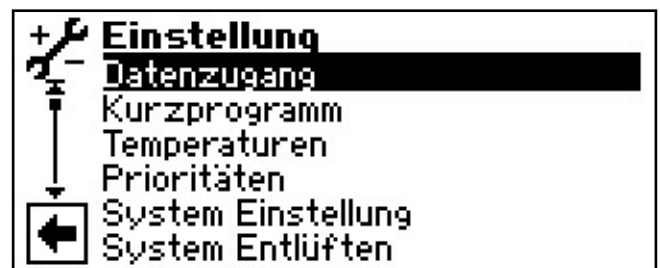 Einstellung
Datenzugang
Kurzprogramm
Temperaturen
Prioritäten
System Einstellung
System Entlüften